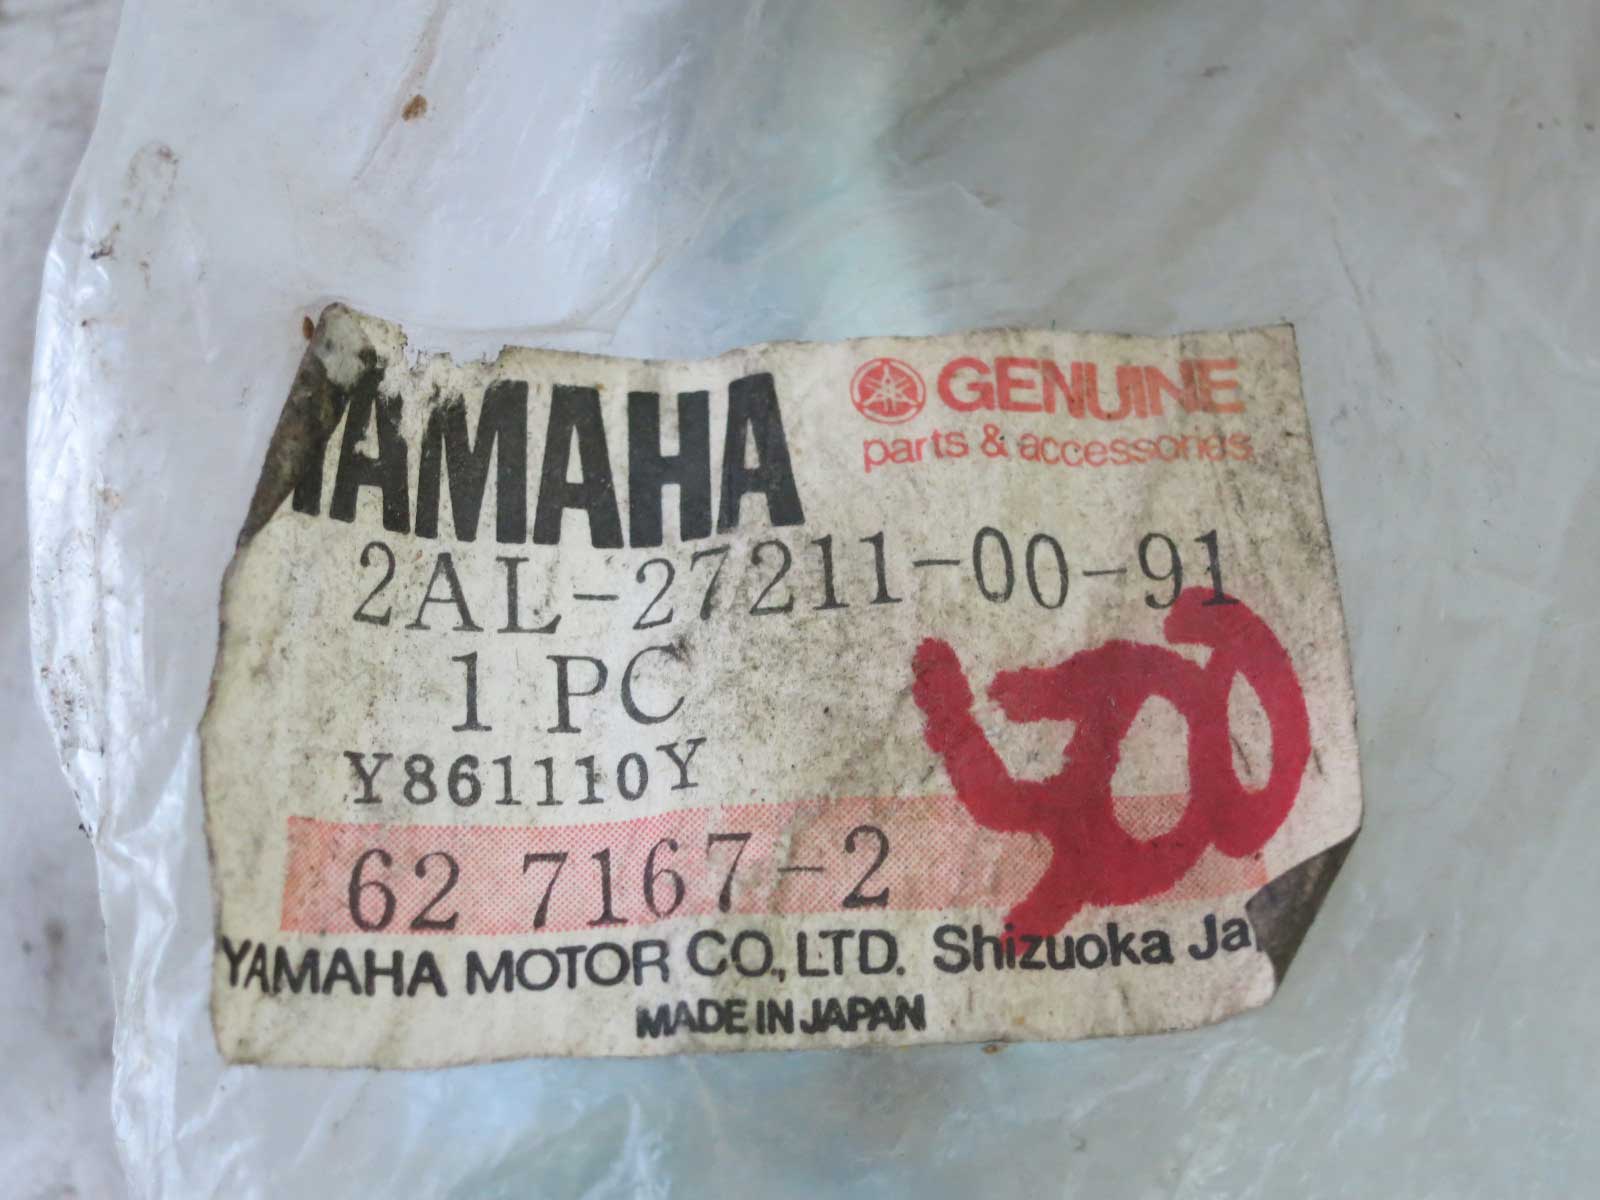 YAMAHA
GENUINE
parts & accessories
2AL-27211-00-91
1 PC
Y861110Y
62 7167-2
YAMAHA MOTOR CO., LTD. Shizuoka Ja
MADE IN JAPAN